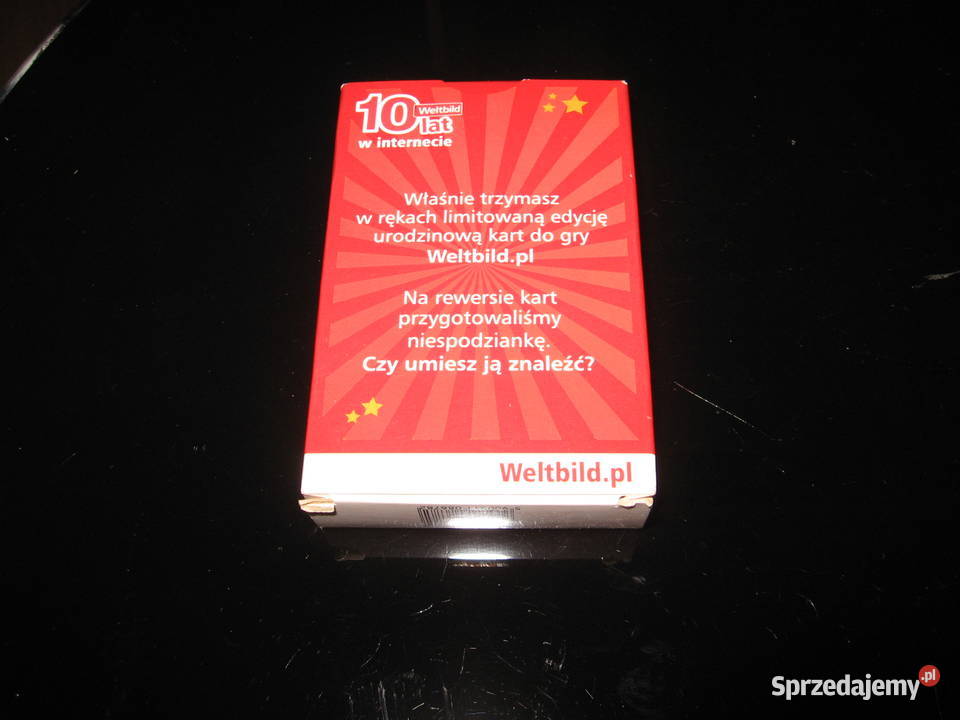 10 Weltbild
lat
w internecie
Właśnie trzymasz
w rękach limitowaną edycję
urodzinową kart do gry
Weltbild.pl
Na rewersie kart
przygotowaliśmy
niespodziankę.
Czy umiesz ją znaleźć?
Weltbild.pl
Sprzedajemy.pl